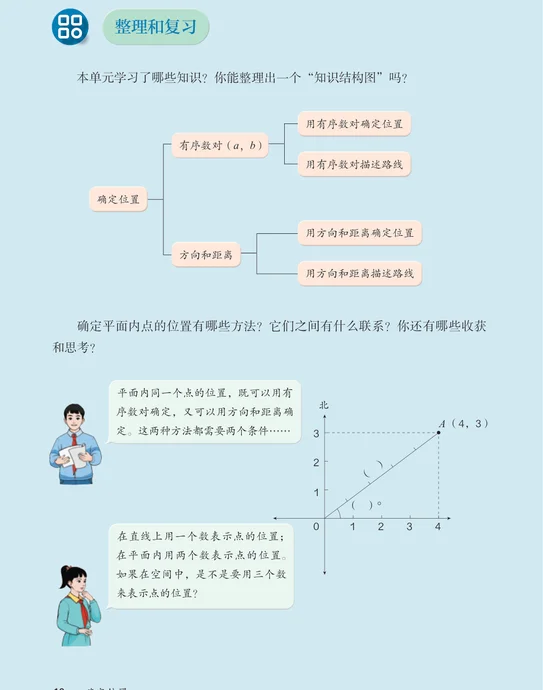 整理和复习
本单元学习了哪些知识？你能整理出一个“知识结构图”吗？
用有序数对确定位置
有序数对（a，b）
用有序数对描述路线
确定位置
用方向和距离确定位置
方向和距离
用方向和距离描述路线
确定平面内点的位置有哪些方法？它们之间有什么联系？你还有哪些收获
和思考？
平面内同一个点的位置，既可以用有
序数对确定，又可以用方向和距离确
定。这两种方法都需要两个条件……
北
A（4，3）
3
2
1
（ ）
（ ）°
0 1 2 3 4
在直线上用一个数表示点的位置；
在平面内用两个数表示点的位置。
如果在空间中，是不是要用三个数
来表示点的位置？